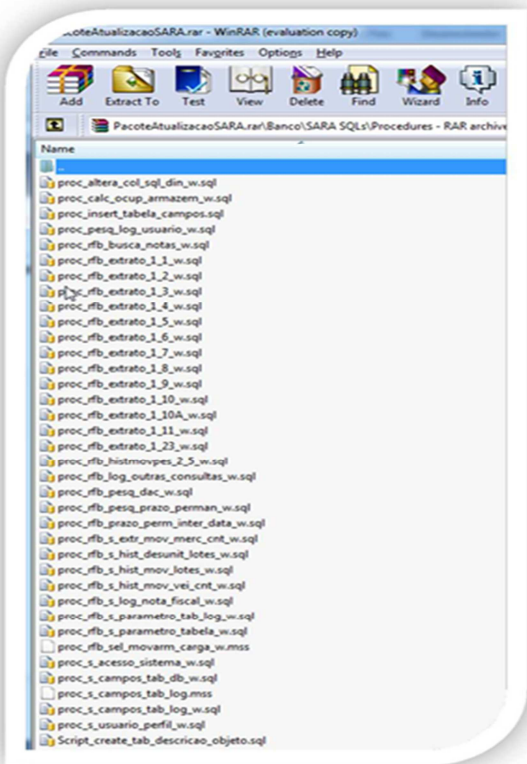 PacoteAtualizacaoSARA.rar - WinRAR (evaluation copy)
File Commands Tools Favorites Options Help
Add Extract To Test View Delete Find Wizard Info
PacoteAtualizacaoSARA.rar\Banco\SARA SQLs\Procedures - RAR archive
Name
..
proc_altera_col_sql_din_w.sql
proc_calc_ocup_armazem_w.sql
proc_insert_tabela_campos.sql
proc_pesq_log_usuario_w.sql
proc_rfb_busca_notas_w.sql
proc_rfb_extrato_1_1_w.sql
proc_rfb_extrato_1_2_w.sql
proc_rfb_extrato_1_3_w.sql
proc_rfb_extrato_1_4_w.sql
proc_rfb_extrato_1_5_w.sql
proc_rfb_extrato_1_6_w.sql
proc_rfb_extrato_1_7_w.sql
proc_rfb_extrato_1_8_w.sql
proc_rfb_extrato_1_9_w.sql
proc_rfb_extrato_1_10_w.sql
proc_rfb_extrato_1_10A_w.sql
proc_rfb_extrato_1_11_w.sql
proc_rfb_extrato_1_23_w.sql
proc_rfb_histmovpes_2_5_w.sql
proc_rfb_log_outras_consultas_w.sql
proc_rfb_pesq_dac_w.sql
proc_rfb_pesq_prazo_perman_w.sql
proc_rfb_prazo_perm_inter_data_w.sql
proc_rfb_s_extr_mov_merc_cnt_w.sql
proc_rfb_s_hist_desunit_lotes_w.sql
proc_rfb_s_hist_mov_lotes_w.sql
proc_rfb_s_hist_mov_vei_cnt_w.sql
proc_rfb_s_log_nota_fiscal_w.sql
proc_rfb_s_parametro_tab_log_w.sql
proc_rfb_s_parametro_tabela_w.sql
proc_rfb_sel_movarm_carga_w.mss
proc_s_acesso_sistema_w.sql
proc_s_campos_tab_db_w.sql
proc_s_campos_tab_log.mss
proc_s_campos_tab_log_w.sql
proc_s_usuario_perfil_w.sql
Script_create_tab_descricao_objeto.sql